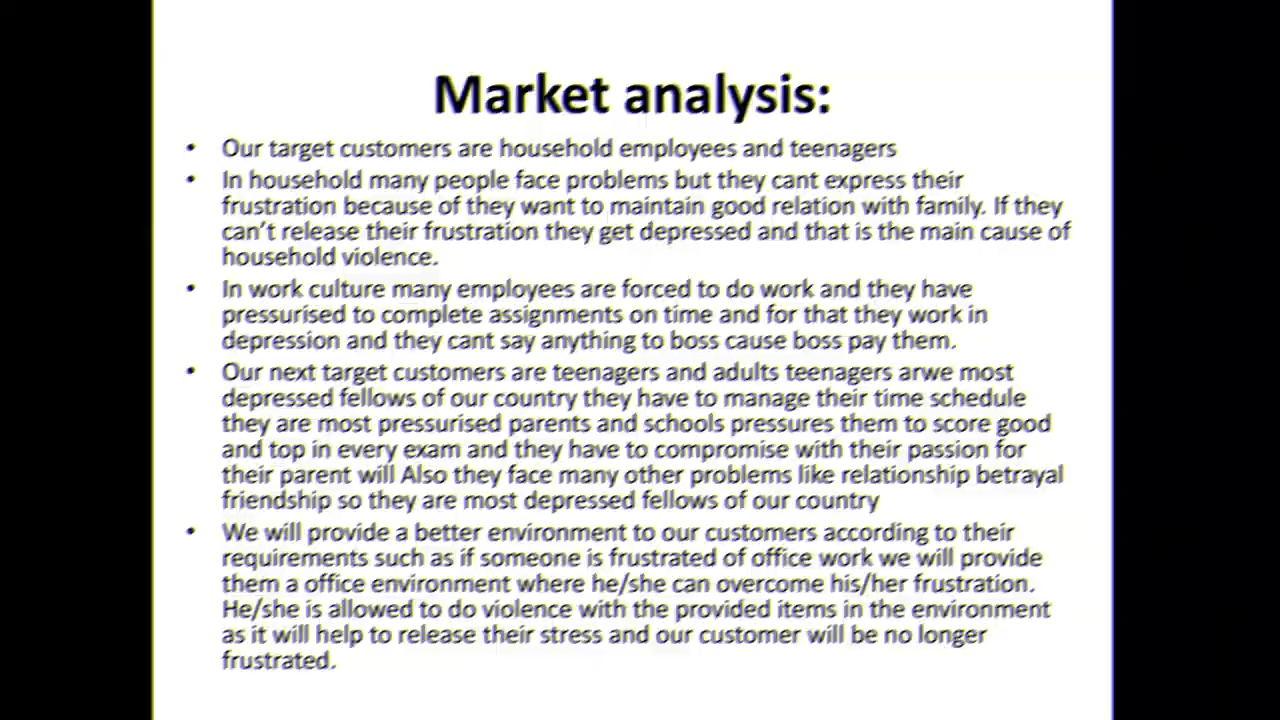 Market analysis:
• Our target customers are household employees and teenagers
• In household many people face problems but they cant express their
frustration because of they want to maintain good relation with family. If they
can't release their frustration they get depressed and that is the main cause of
household violence.
• In work culture many employees are forced to do work and they have
pressurised to complete assignments on time and for that they work in
depression and they cant say anything to boss cause boss pay them.
• Our next target customers are teenagers and adults teenagers arwe most
depressed fellows of our country they have to manage their time schedule
they are most pressurised parents and schools pressures them to score good
and top in every exam and they have to compromise with their passion for
their parent will Also they face many other problems like relationship betrayal
friendship so they are most depressed fellows of our country
• We will provide a better environment to our customers according to their
requirements such as if someone is frustrated of office work we will provide
them a office environment where he/she can overcome his/her frustration.
He/she is allowed to do violence with the provided items in the environment
as it will help to release their stress and our customer will be no longer
frustrated.